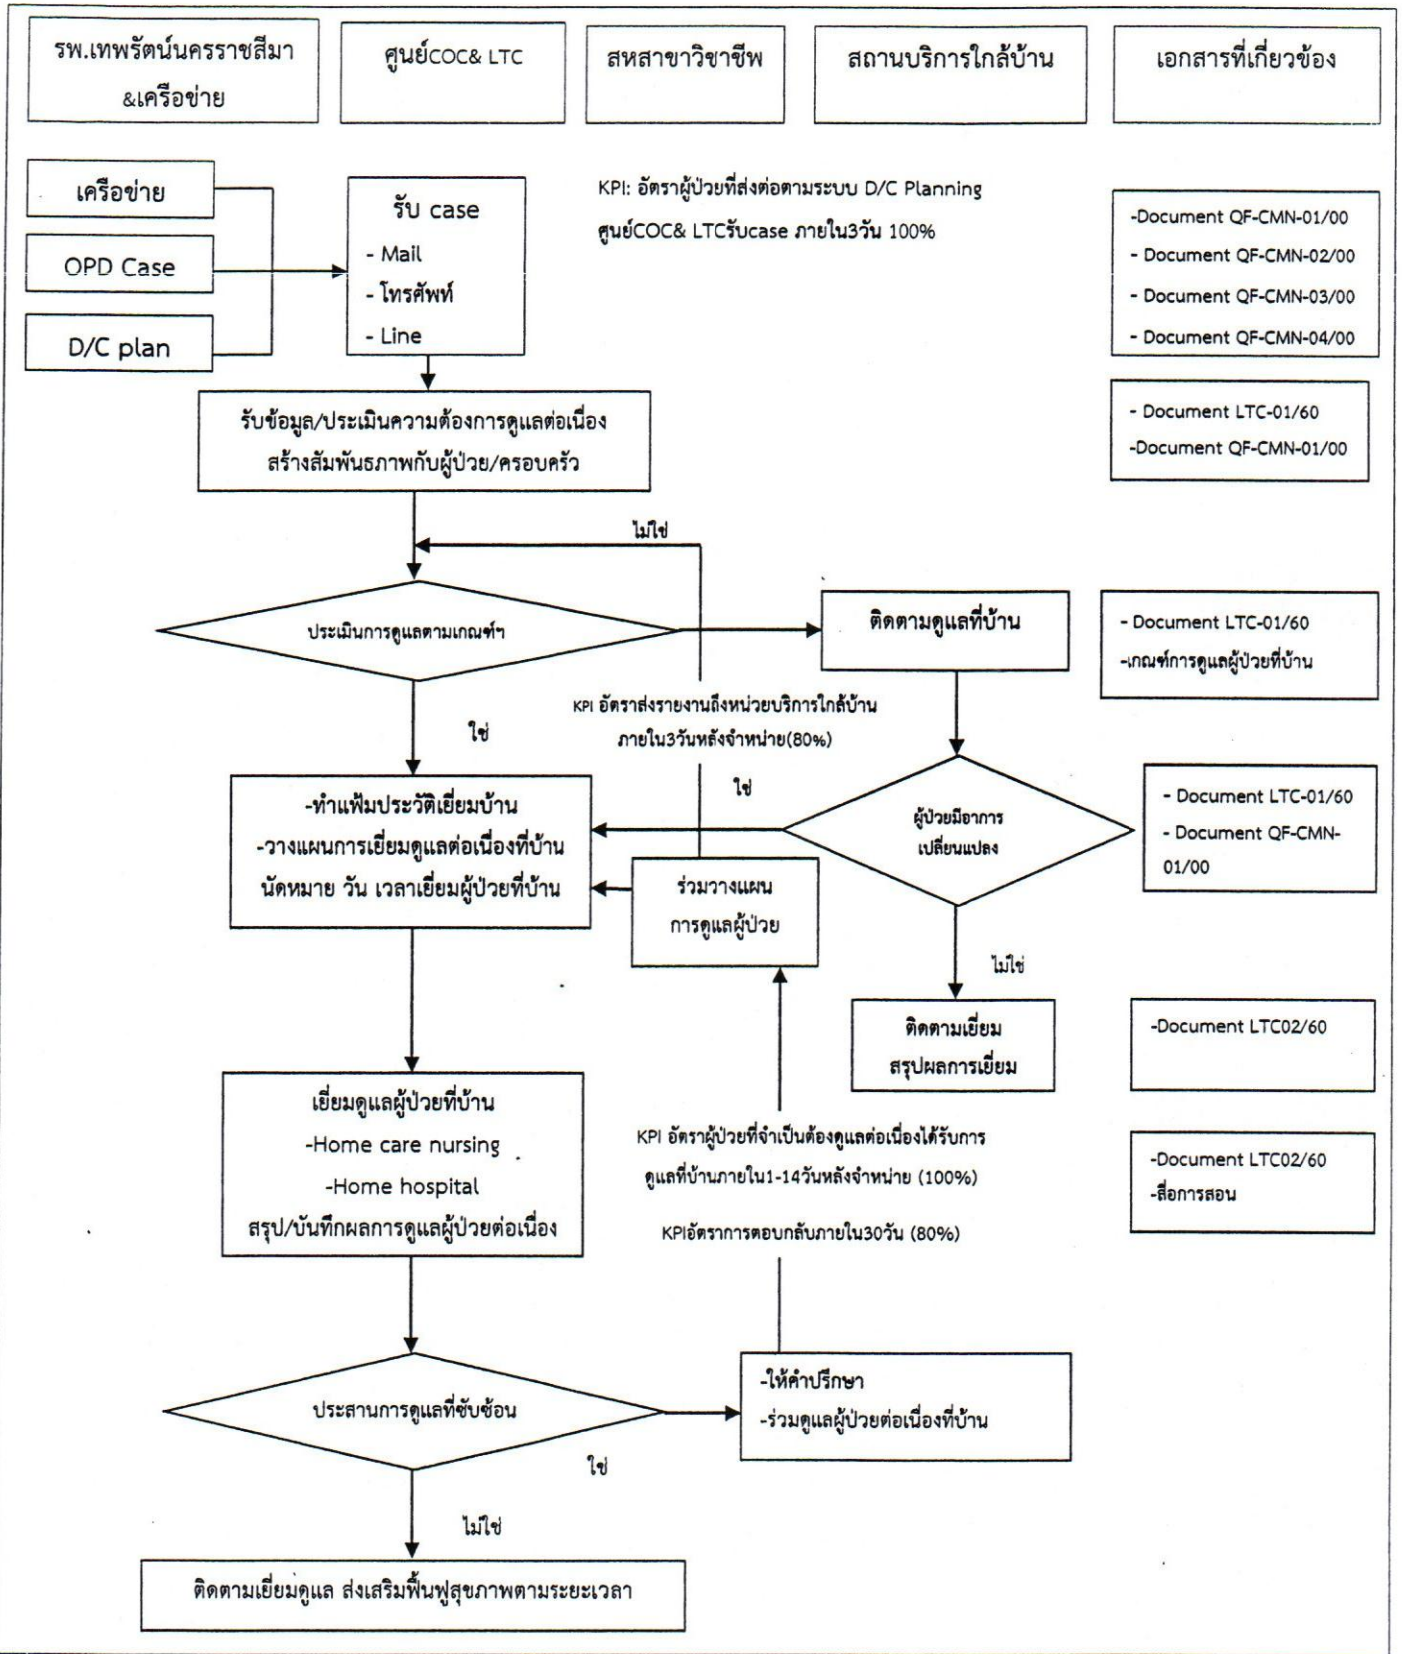 รพ.เทพรัตน์นครราชสีมา
&เครือข่าย
ศูนย์COC& LTC
สหสาขาวิชาชีพ
สถานบริการใกล้บ้าน
เอกสารที่เกี่ยวข้อง
เครือข่าย
OPD Case
D/C plan
รับ case
- Mail
- โทรศัพท์
- Line
KPI: อัตราผู้ป่วยที่ส่งต่อตามระบบ D/C Planning
ศูนย์COC& LTCรับcase ภายใน3วัน 100%
-Document QF-CMN-01/00
- Document QF-CMN-02/00
- Document QF-CMN-03/00
- Document QF-CMN-04/00
รับข้อมูล/ประเมินความต้องการดูแลต่อเนื่อง
สร้างสัมพันธภาพกับผู้ป่วย/ครอบครัว
- Document LTC-01/60
-Document QF-CMN-01/00
ไม่ใช่
ประเมินการดูแลตามเกณฑ์ฯ
ติดตามดูแลที่บ้าน
- Document LTC-01/60
-เกณฑ์การดูแลผู้ป่วยที่บ้าน
KPI อัตราส่งรายงานถึงหน่วยบริการใกล้บ้าน
ภายใน3วันหลังจำหน่าย(80%)
ใช่
ใช่
-ทำแฟ้มประวัติเยี่ยมบ้าน
-วางแผนการเยี่ยมดูแลต่อเนื่องที่บ้าน
นัดหมาย วัน เวลาเยี่ยมผู้ป่วยที่บ้าน
ผู้ป่วยมีอาการ
เปลี่ยนแปลง
- Document LTC-01/60
- Document QF-CMN-
01/00
ร่วมวางแผน
การดูแลผู้ป่วย
ไม่ใช่
ติดตามเยี่ยม
สรุปผลการเยี่ยม
-Document LTC02/60
เยี่ยมดูแลผู้ป่วยที่บ้าน
-Home care nursing
-Home hospital
สรุป/บันทึกผลการดูแลผู้ป่วยต่อเนื่อง
KPI อัตราผู้ป่วยที่จำเป็นต้องดูแลต่อเนื่องได้รับการ
ดูแลที่บ้านภายใน1-14วันหลังจำหน่าย (100%)
KPIอัตราการตอบกลับภายใน30วัน (80%)
-Document LTC02/60
-สื่อการสอน
ประสานการดูแลที่ซับซ้อน
-ให้คำปรึกษา
-ร่วมดูแลผู้ป่วยต่อเนื่องที่บ้าน
ใช่
ไม่ใช่
ติดตามเยี่ยมดูแล ส่งเสริมฟื้นฟูสุขภาพตามระยะเวลา